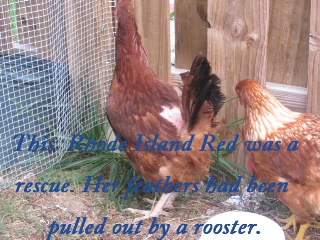 This Rhode Island Red was a
rescue. Her feathers had been
pulled out by a rooster.